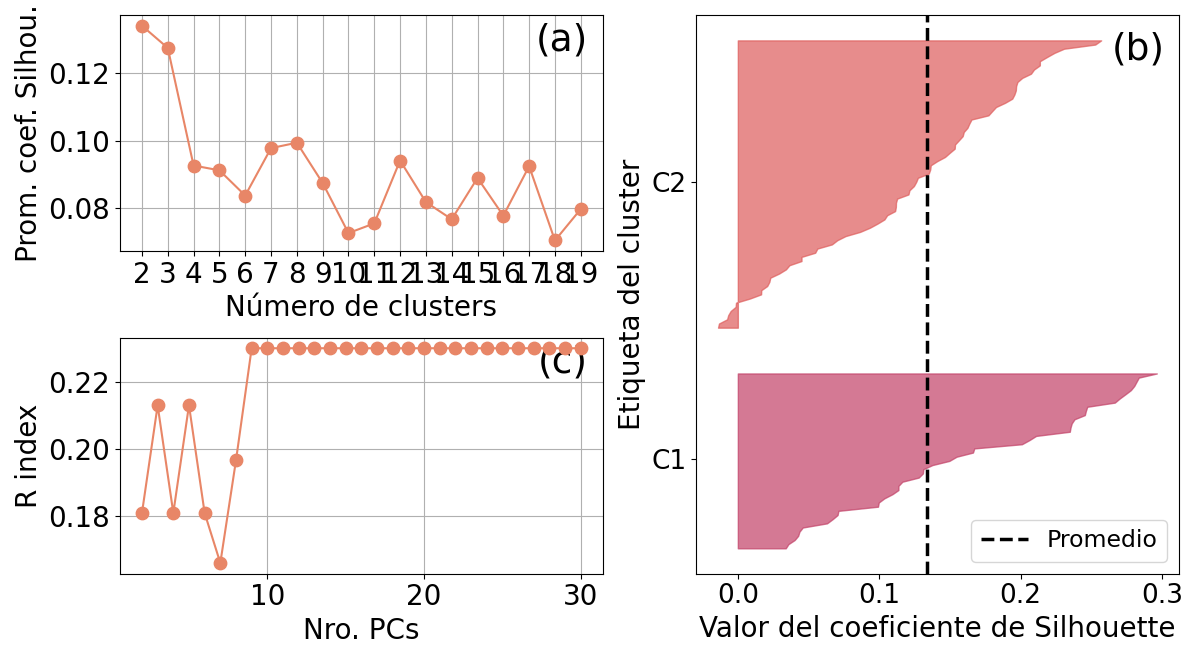 (a)
0.12
0.10
0.08
Prom. coef. Silhou.
2 3 4 5 6 7 8 9 10 11 12 13 14 15 16 17 18 19
Número de clusters
(c)
0.22
0.20
0.18
R index
10 20 30
Nro. PCs
(b)
C2
C1
Etiqueta del cluster
Promedio
0.0 0.1 0.2 0.3
Valor del coeficiente de Silhouette